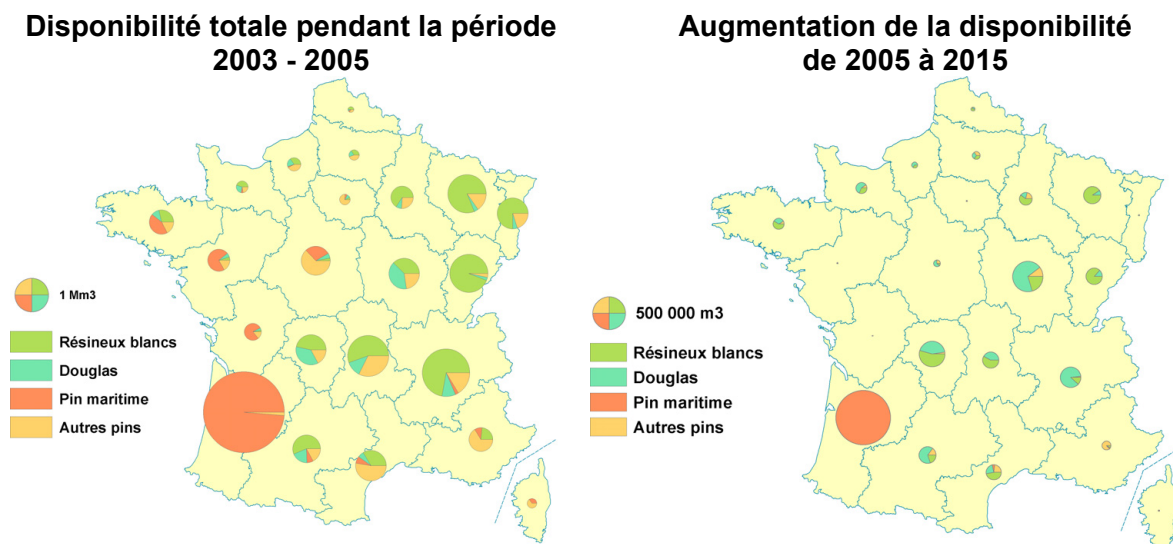 Disponibilité totale pendant la période
2003 - 2005
1 Mm3
Résineux blancs
Douglas
Pin maritime
Autres pins
Augmentation de la disponibilité
de 2005 à 2015
500 000 m3
Résineux blancs
Douglas
Pin maritime
Autres pins